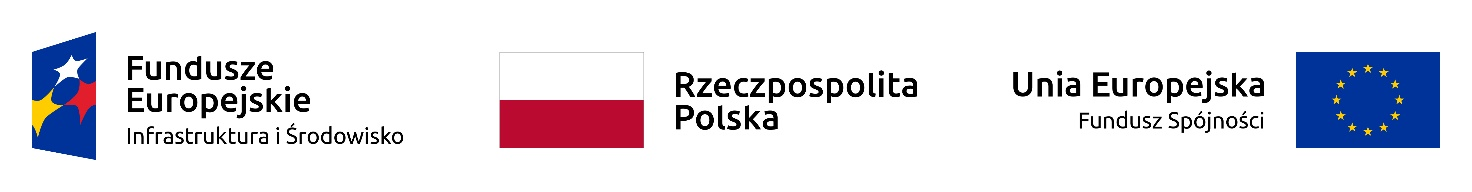 Fundusze
Europejskie
Infrastruktura i Środowisko
Rzeczpospolita
Polska
Unia Europejska
Fundusz Spójności